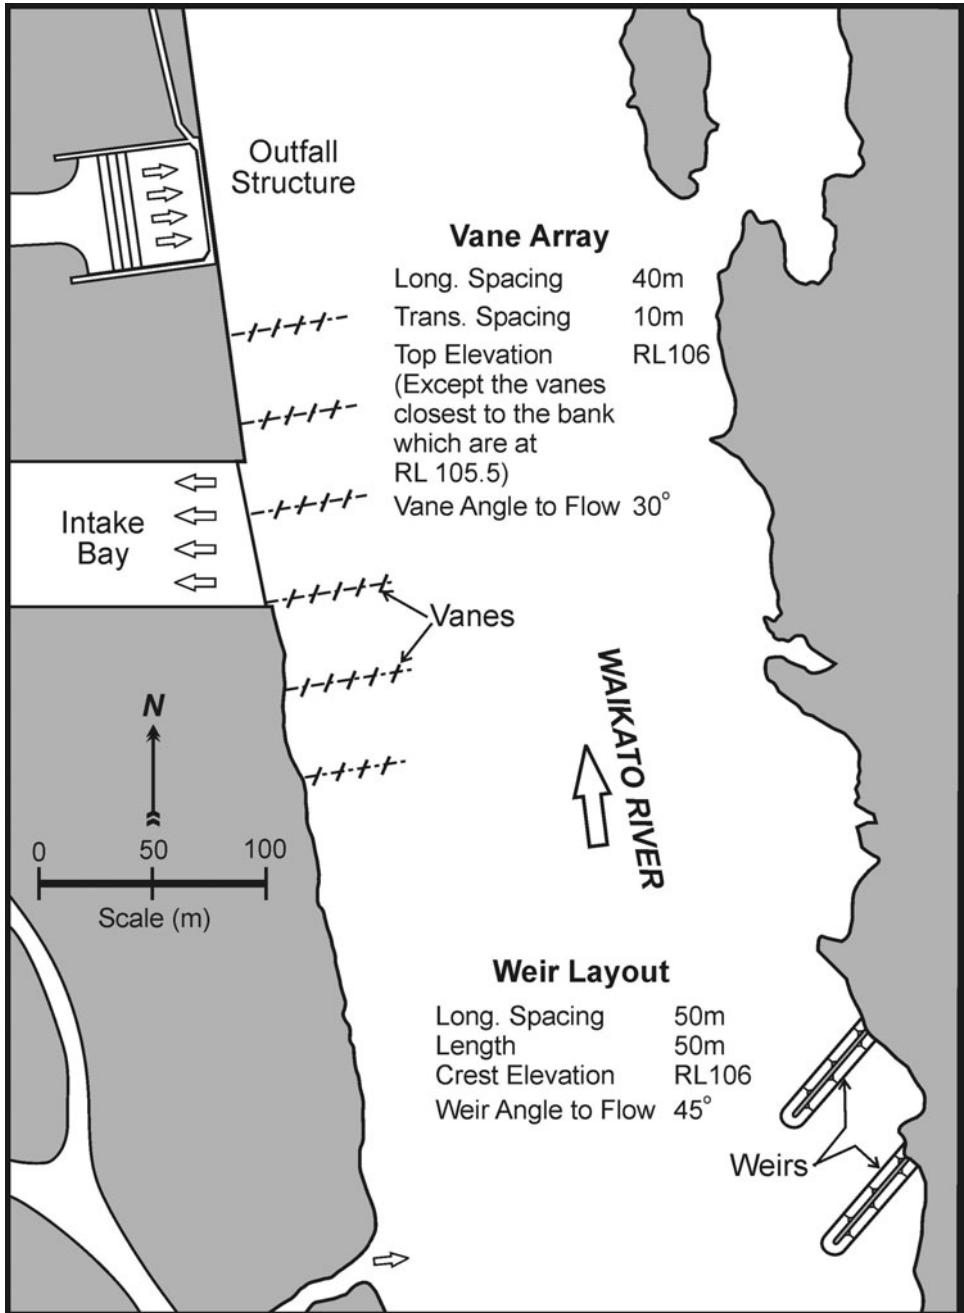 Outfall
Structure
Vane Array
Long. Spacing 40m
Trans. Spacing 10m
Top Elevation RL106
(Except the vanes
closest to the bank
which are at
RL 105.5)
Vane Angle to Flow 30°
Intake
Bay
Vanes
WAIKATO RIVER
N
0 50 100
Scale (m)
Weir Layout
Long. Spacing 50m
Length 50m
Crest Elevation RL106
Weir Angle to Flow 45°
Weirs